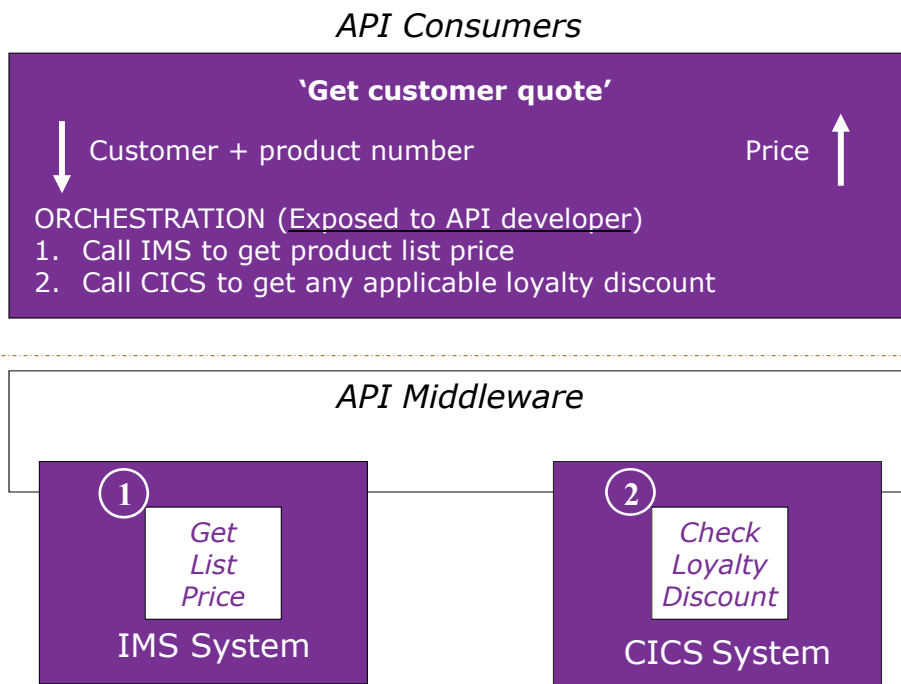 API Consumers
‘Get customer quote’
Customer + product number
Price
ORCHESTRATION (Exposed to API developer)
1. Call IMS to get product list price
2. Call CICS to get any applicable loyalty discount
API Middleware
1
Get
List
Price
IMS System
2
Check
Loyalty
Discount
CICS System